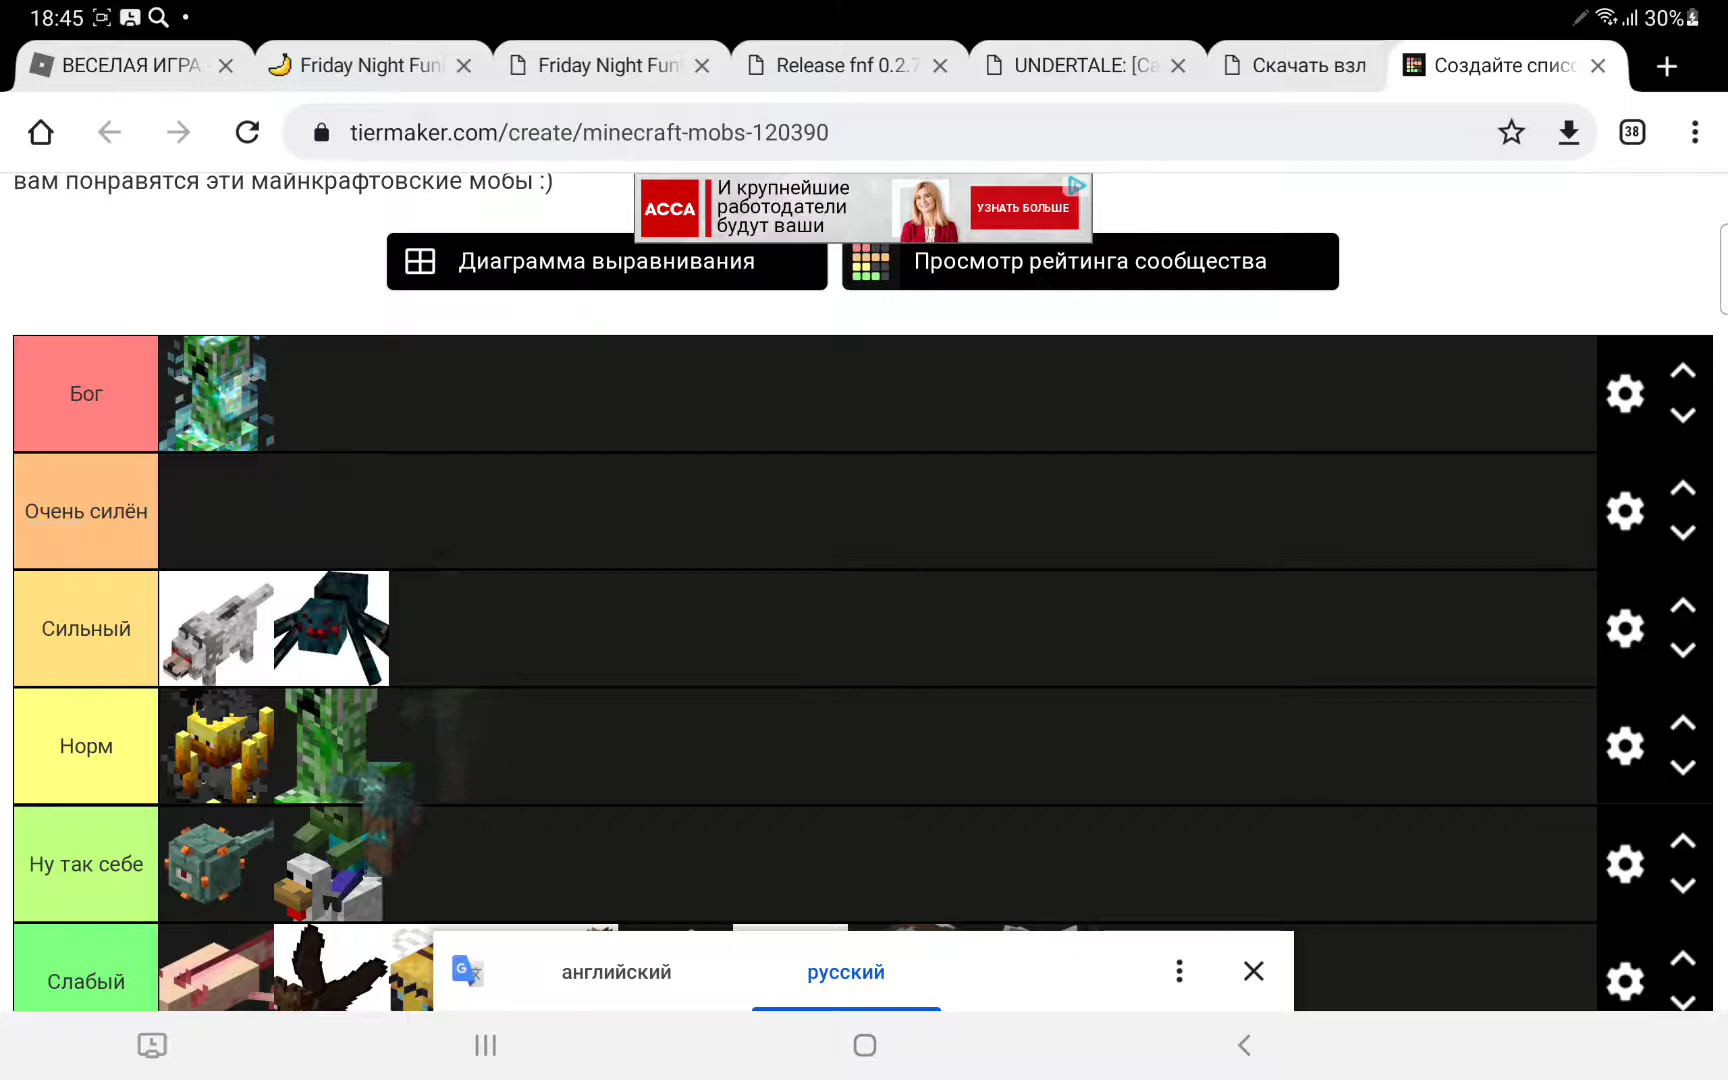 18:45
30%
ВЕСЕЛАЯ ИГРА
Friday Night Fun
Friday Night Fun
Release fnf 0.2.7
UNDERTALE: [Ca
Скачать взл
Создайте спис
tiermaker.com/create/minecraft-mobs-120390
38
вам понравятся эти майнкрафтовские мобы :)
ACCA
И крупнейшие
работодатели
будут ваши
УЗНАТЬ БОЛЬШЕ
Диаграмма выравнивания
Просмотр рейтинга сообщества
Бог
Очень силён
Сильный
Норм
Ну так себе
Слабый
английский
русский